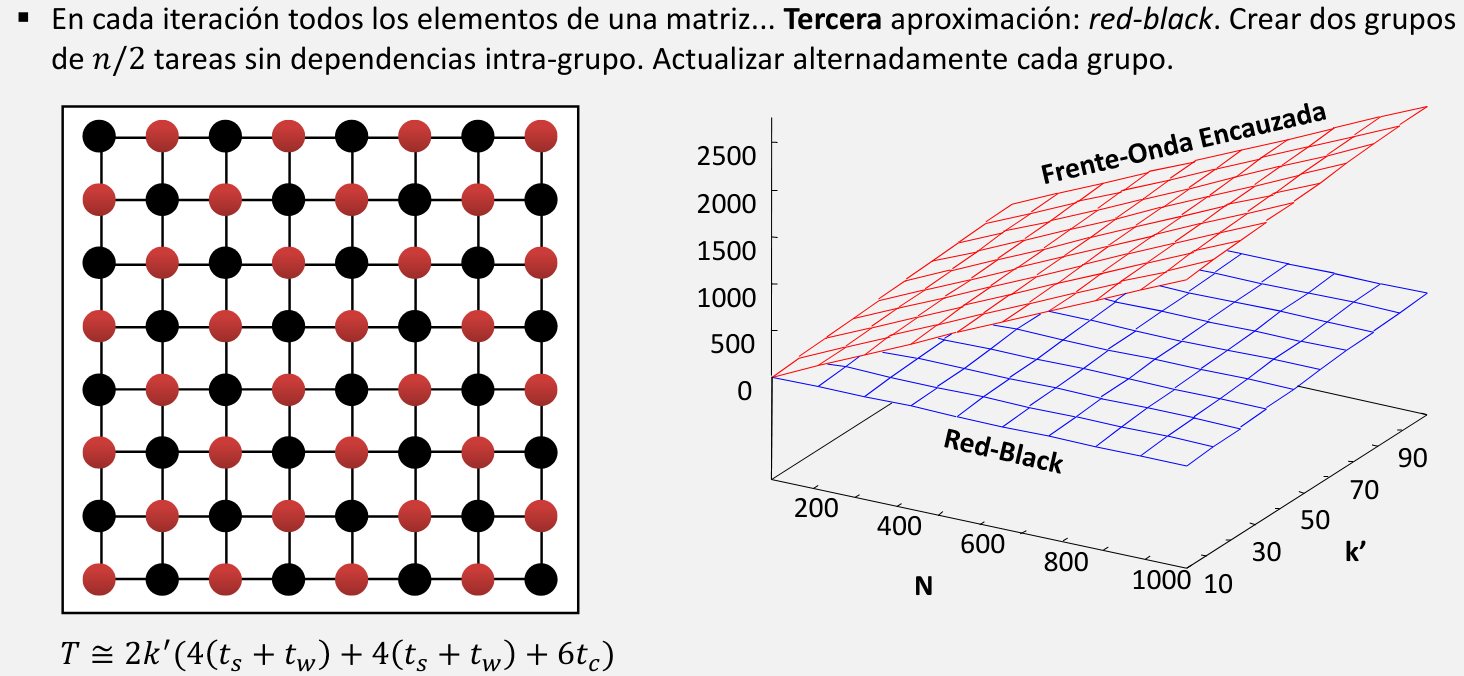 ▪ En cada iteración todos los elementos de una matriz... Tercera aproximación: red-black. Crear dos grupos
de n/2 tareas sin dependencias intra-grupo. Actualizar alternadamente cada grupo.
Frente-Onda Encauzada
2500
2000
1500
1000
500
0
Red-Black
200
400
600
800
1000
N
10
30
50
70
90
k’
T ≅ 2k′(4(t_s + t_w) + 4(t_s + t_w) + 6t_c)